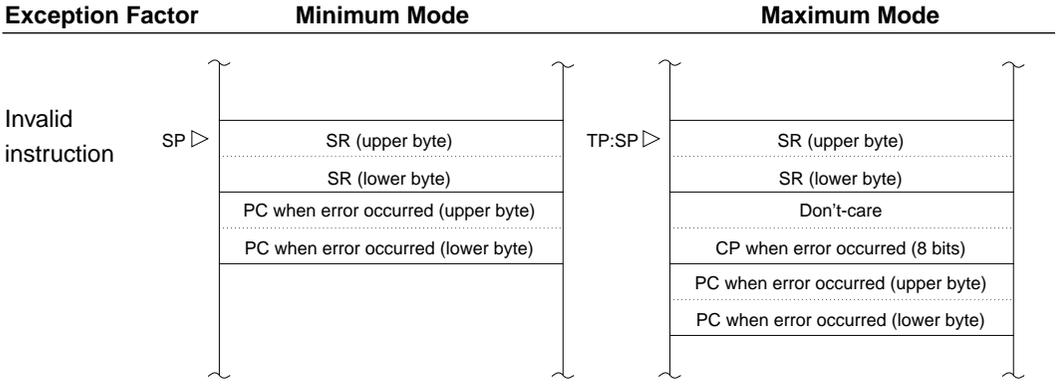 Exception Factor Minimum Mode Maximum Mode
Invalid
instruction
SP
SR (upper byte)
SR (lower byte)
PC when error occurred (upper byte)
PC when error occurred (lower byte)
TP:SP
SR (upper byte)
SR (lower byte)
Don't-care
CP when error occurred (8 bits)
PC when error occurred (upper byte)
PC when error occurred (lower byte)